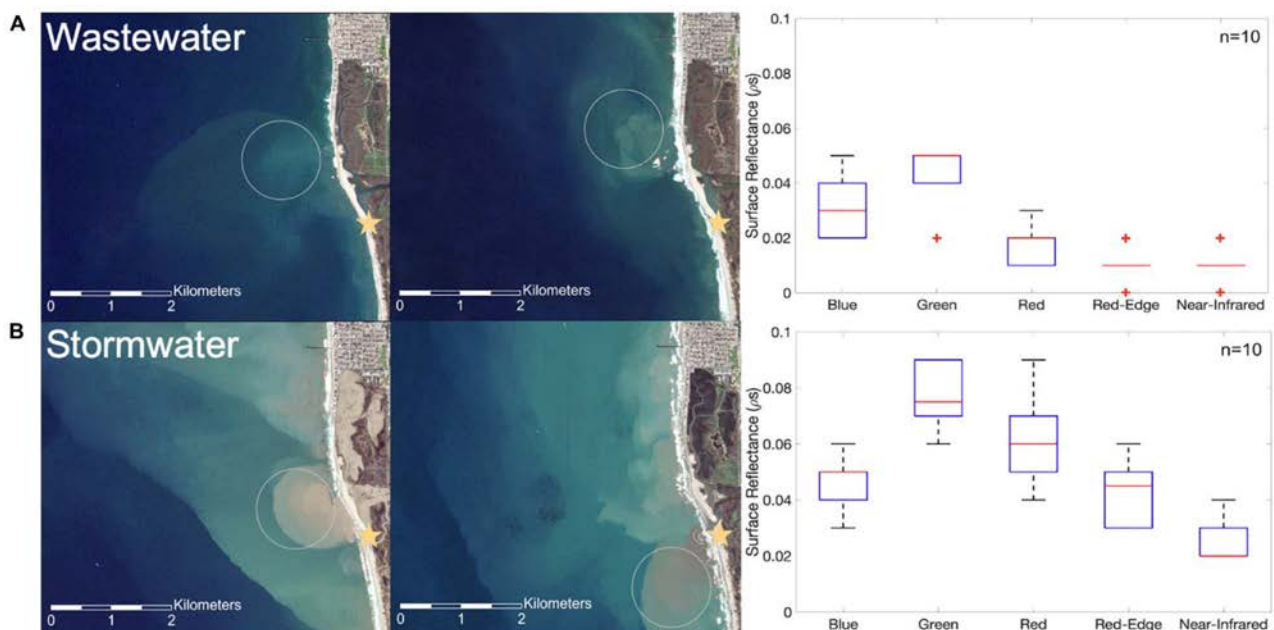 A
Wastewater
Kilometers
0 1 2
Kilometers
0 1 2
Surface Reflectance (ρs)
0.1
0.08
0.06
0.04
0.02
0
n=10
Blue Green Red Red-Edge Near-Infrared
B
Stormwater
Kilometers
0 1 2
Kilometers
0 1 2
Surface Reflectance (ρs)
0.1
0.08
0.06
0.04
0.02
0
n=10
Blue Green Red Red-Edge Near-Infrared